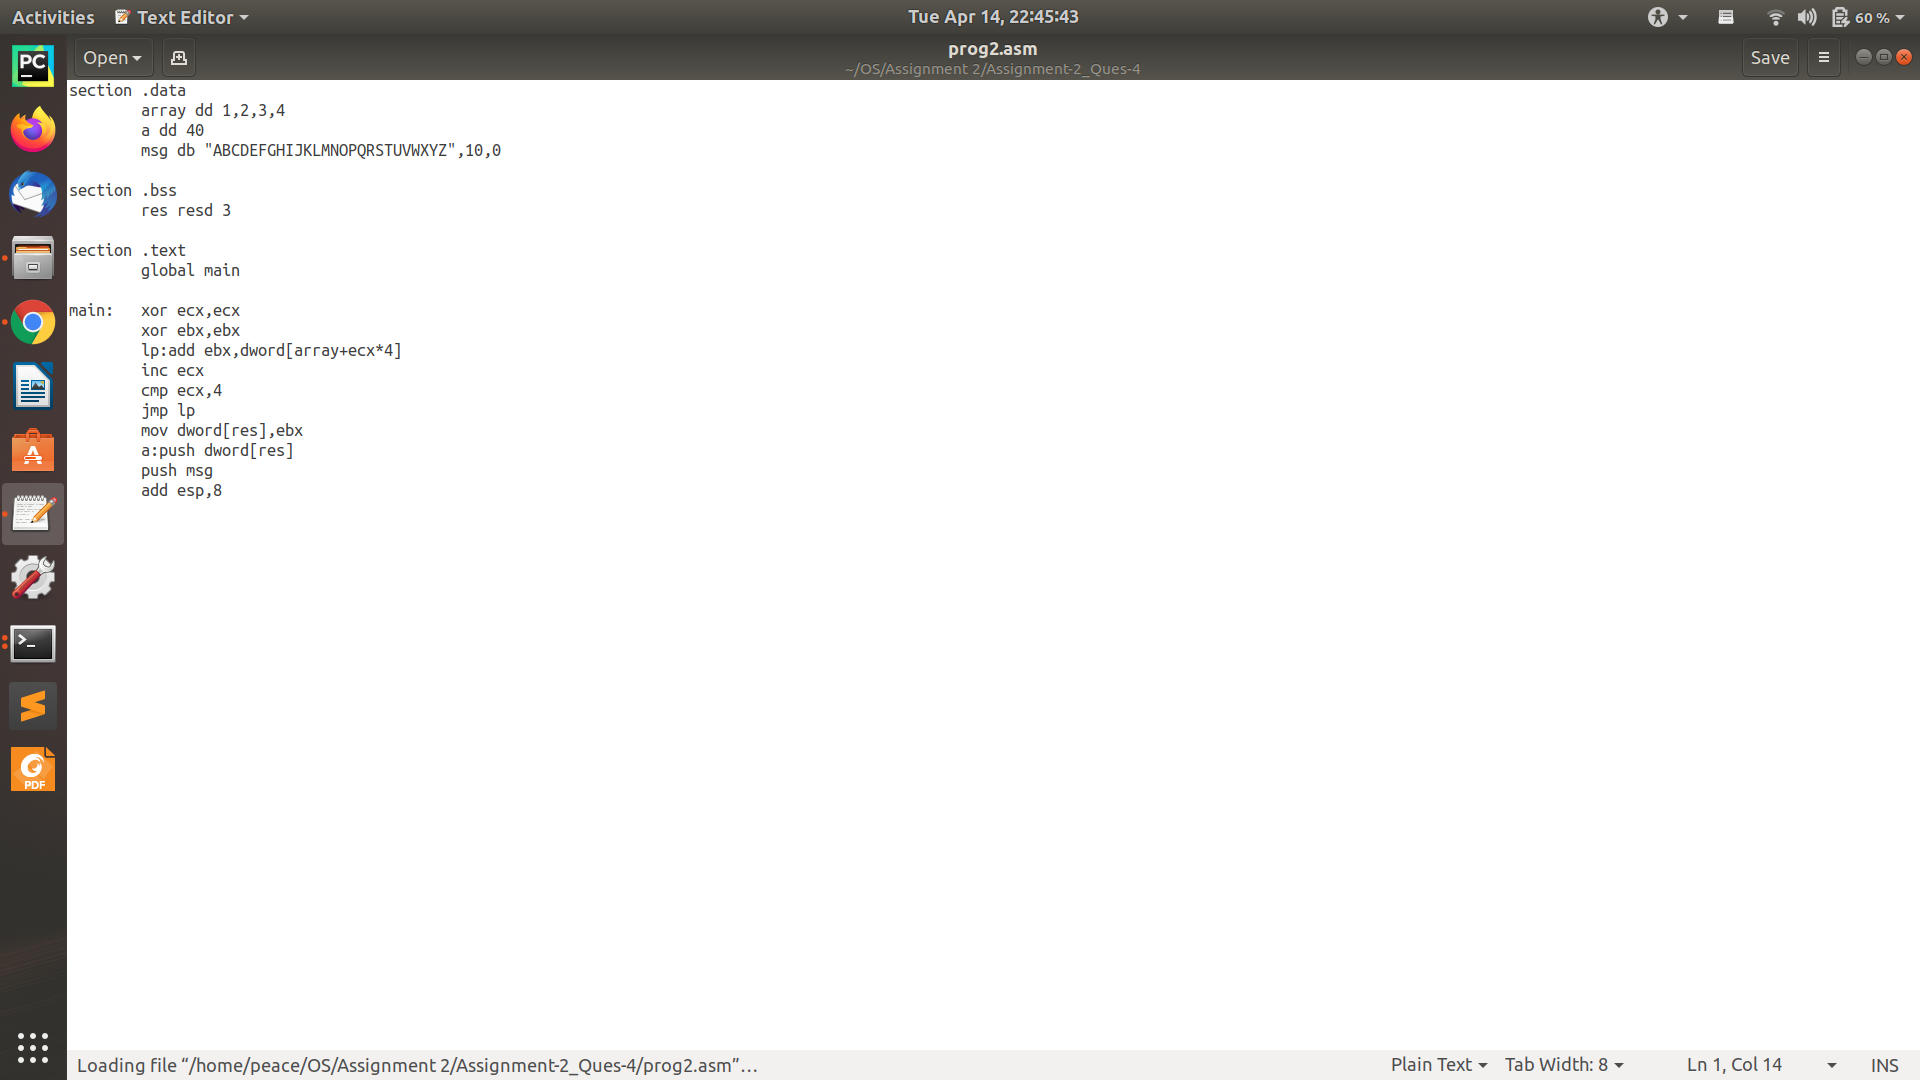 Activities Text Editor Tue Apr 14, 22:45:43 60 %
PC
Open prog2.asm Save
~/OS/Assignment 2/Assignment-2_Ques-4
section .data
array dd 1,2,3,4
a dd 40
msg db "ABCDEFGHIJKLMNOPQRSTUVWXYZ",10,0
section .bss
res resd 3
section .text
global main
main: xor ecx,ecx
xor ebx,ebx
lp:add ebx,dword[array+ecx*4]
inc ecx
cmp ecx,4
jmp lp
mov dword[res],ebx
a:push dword[res]
push msg
add esp,8
PDF
Loading file “/home/peace/OS/Assignment 2/Assignment-2_Ques-4/prog2.asm”… Plain Text Tab Width: 8 Ln 1, Col 14 INS